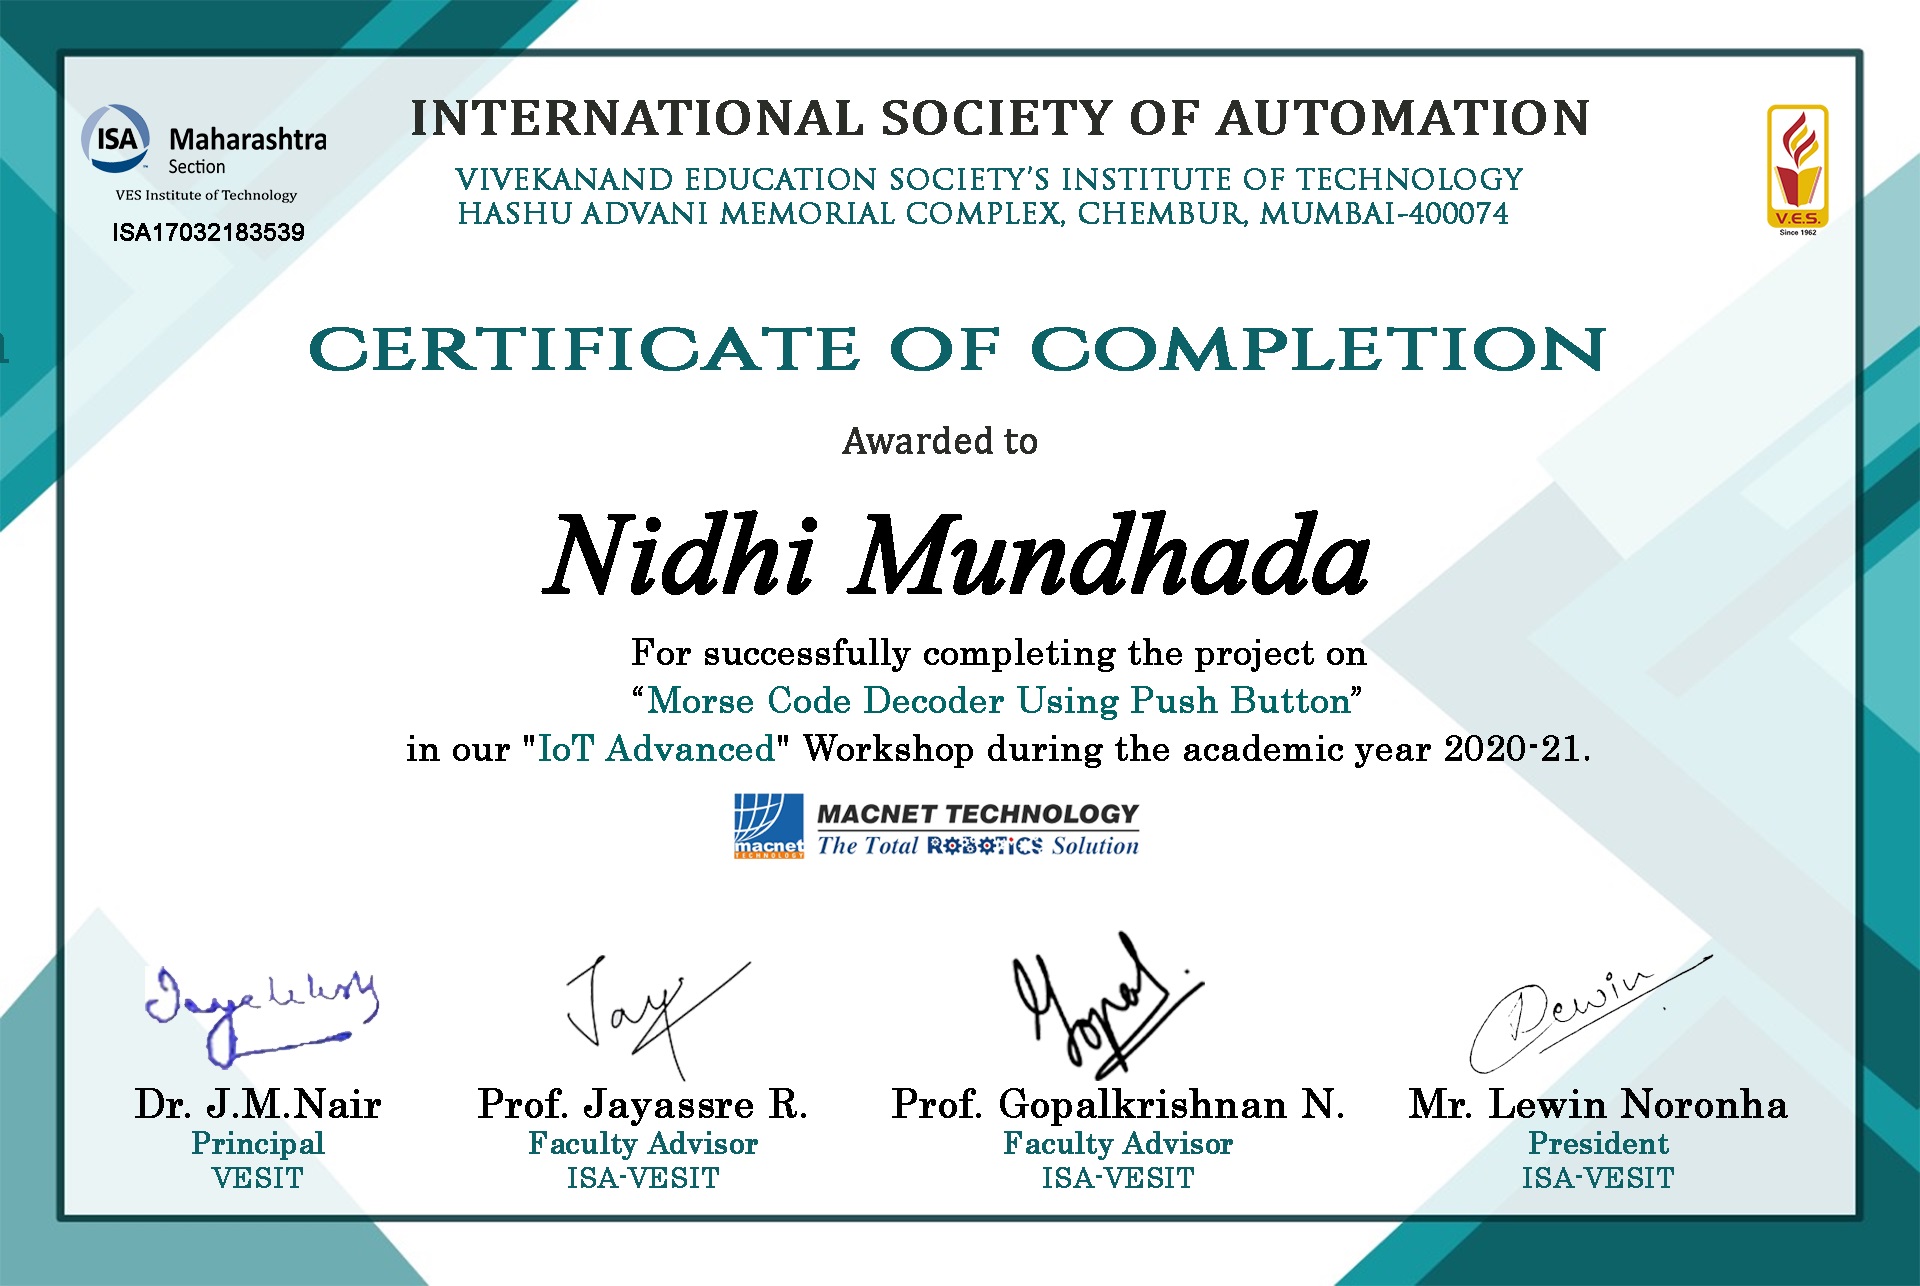 ISA Maharashtra
Section
VES Institute of Technology
ISA17032183539
INTERNATIONAL SOCIETY OF AUTOMATION
VIVEKANAND EDUCATION SOCIETY'S INSTITUTE OF TECHNOLOGY
HASHU ADVANI MEMORIAL COMPLEX, CHEMBUR, MUMBAI-400074
V.E.S.
Since 1962
CERTIFICATE OF COMPLETION
Awarded to
Nidhi Mundhada
For successfully completing the project on
“Morse Code Decoder Using Push Button”
in our "IoT Advanced" Workshop during the academic year 2020-21.
macnet
TECHNOLOGY
MACNET TECHNOLOGY
The Total ROBOTICS Solution
Jay
Gopal
Lewin
Dr. J.M.Nair
Principal
VESIT
Prof. Jayassre R.
Faculty Advisor
ISA-VESIT
Prof. Gopalkrishnan N.
Faculty Advisor
ISA-VESIT
Mr. Lewin Noronha
President
ISA-VESIT